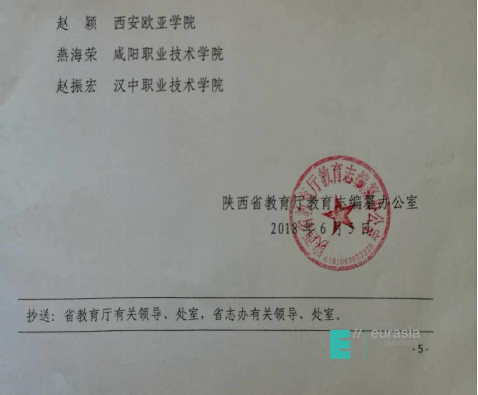 赵 颖 西安欧亚学院
燕海荣 咸阳职业技术学院
赵振宏 汉中职业技术学院
陕西省教育厅教育志编纂办公室
2018年6月5日
抄送：省教育厅有关领导、处室，省志办有关领导、处室。
E eurasia
-5-